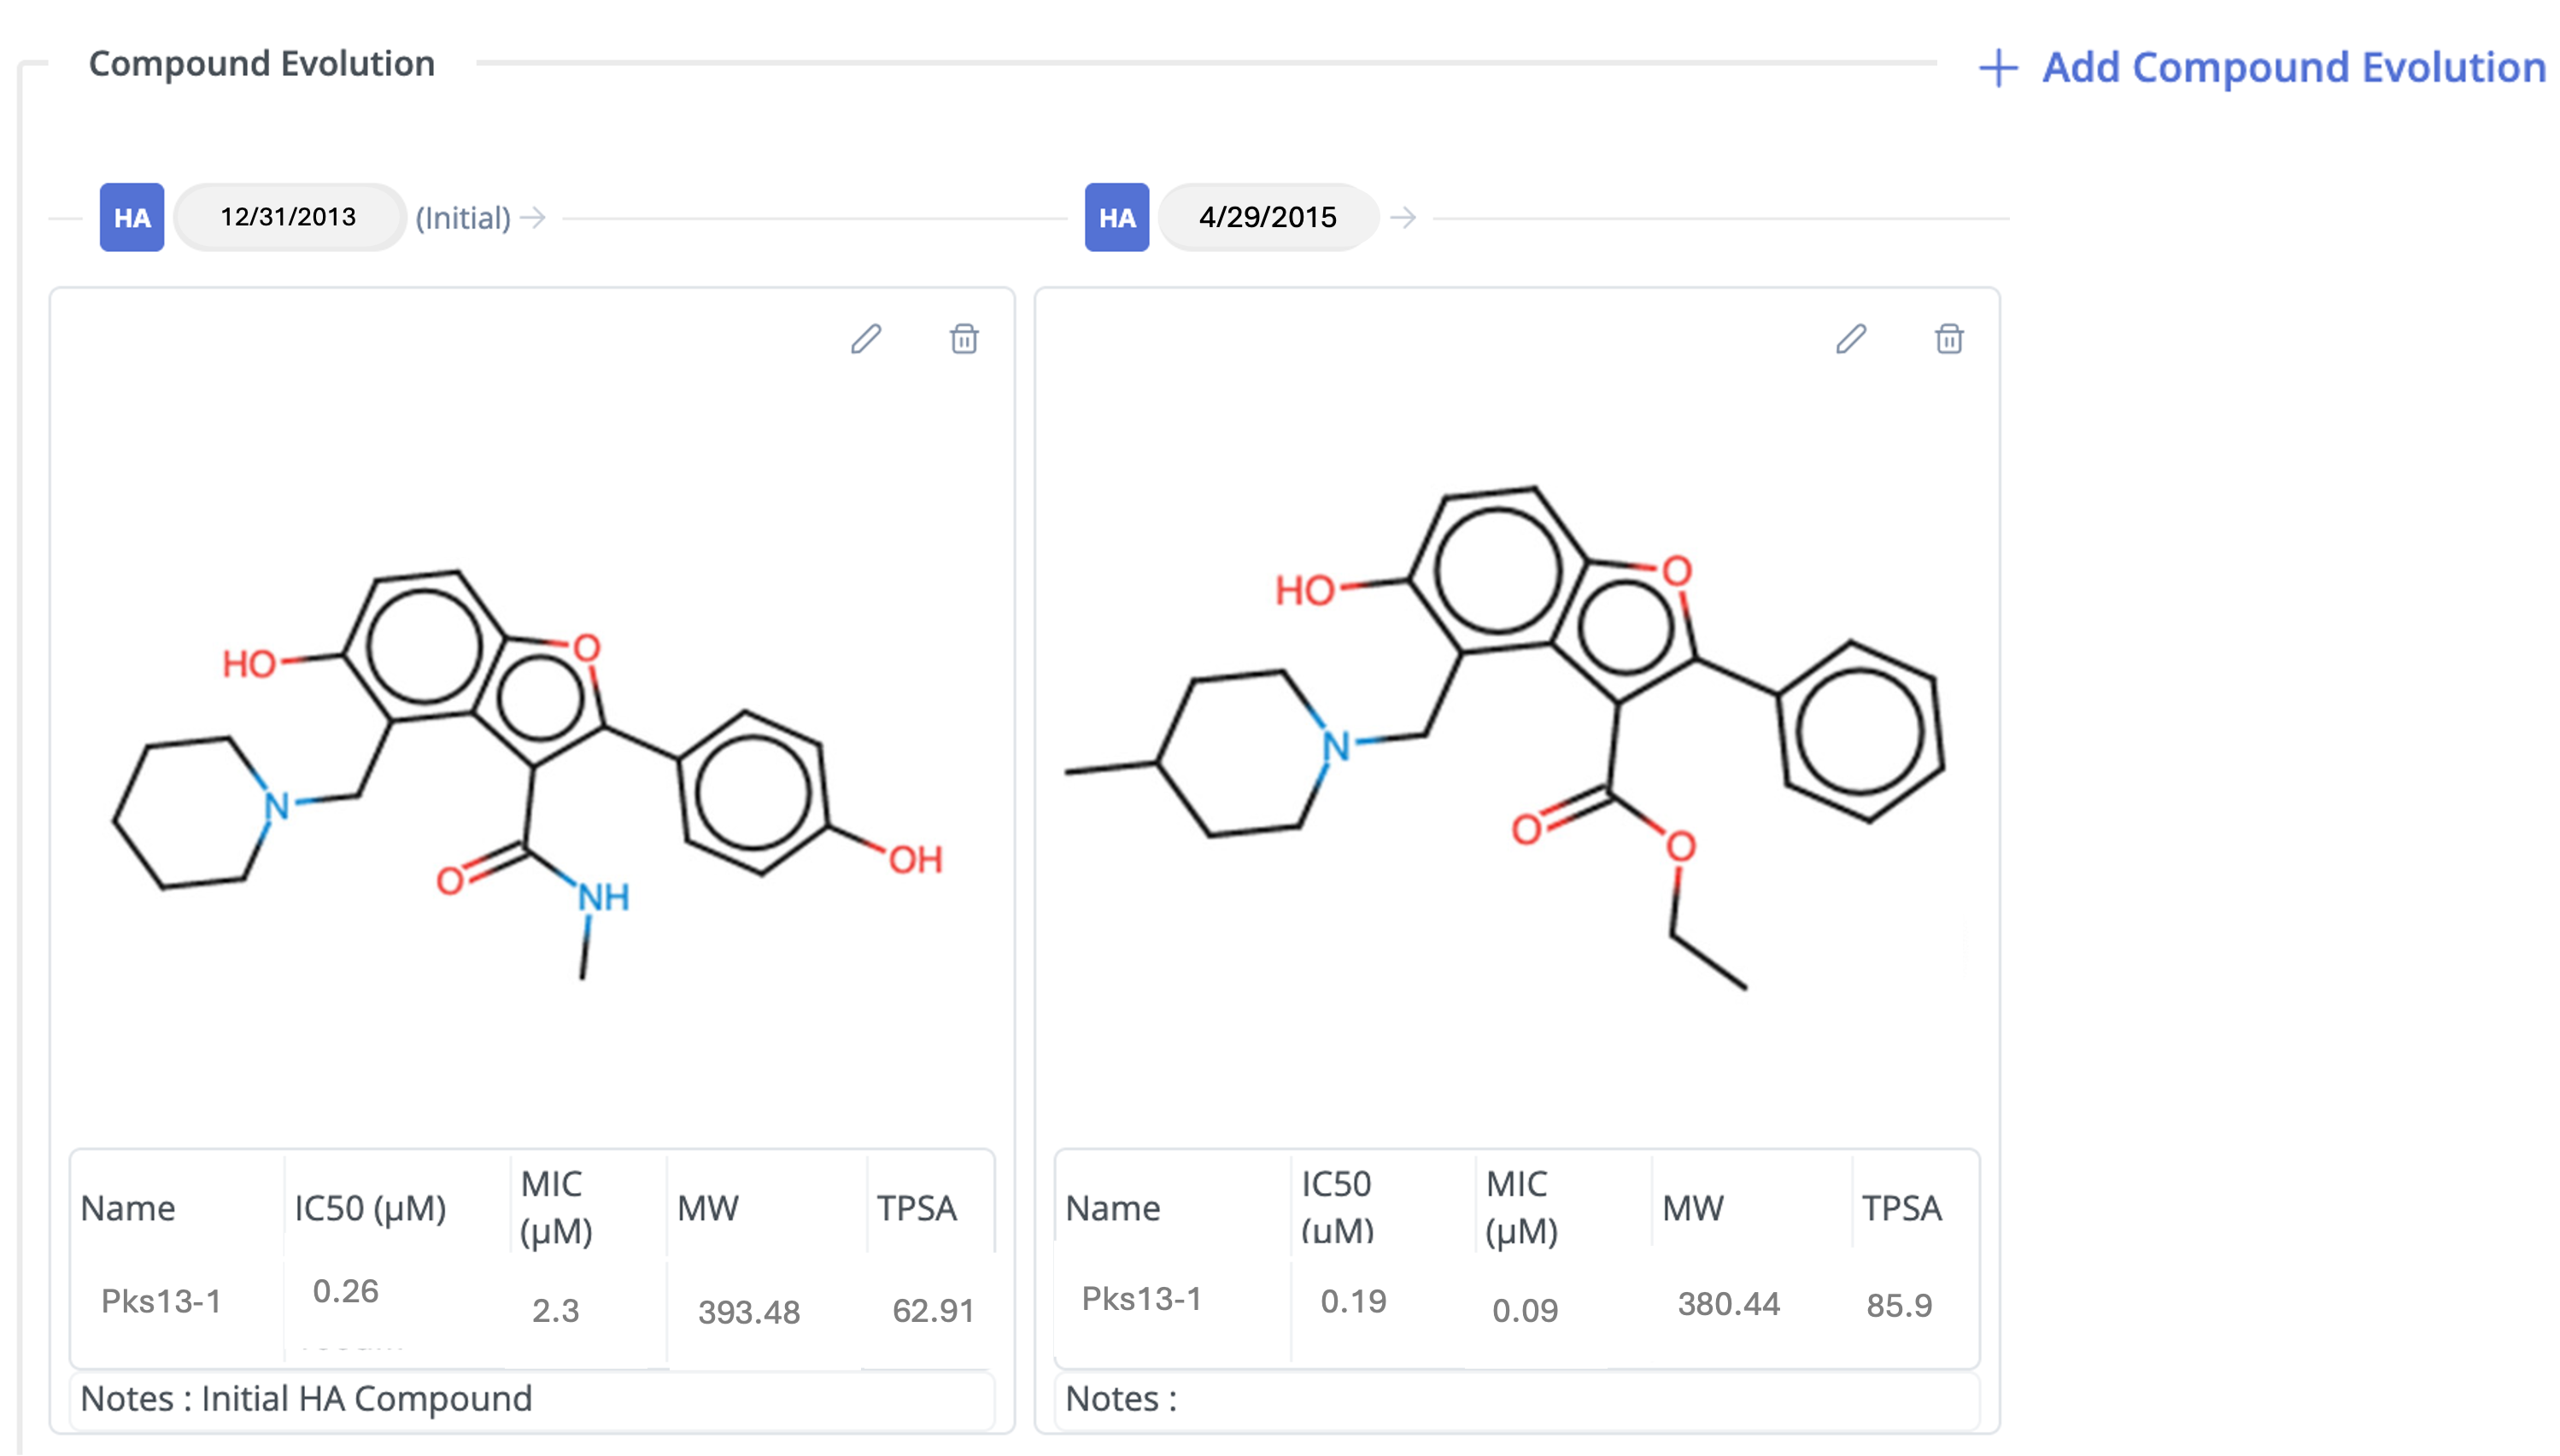 Compound Evolution
+ Add Compound Evolution
HA 12/31/2013 (Initial) →
HA 4/29/2015 →
HO
O
N
O
NH
OH
HO
O
N
O
O
Name IC50 (µM) MIC (µM) MW TPSA
Pks13-1 0.26 2.3 393.48 62.91
Notes : Initial HA Compound
Name IC50 (µM) MIC (µM) MW TPSA
Pks13-1 0.19 0.09 380.44 85.9
Notes :